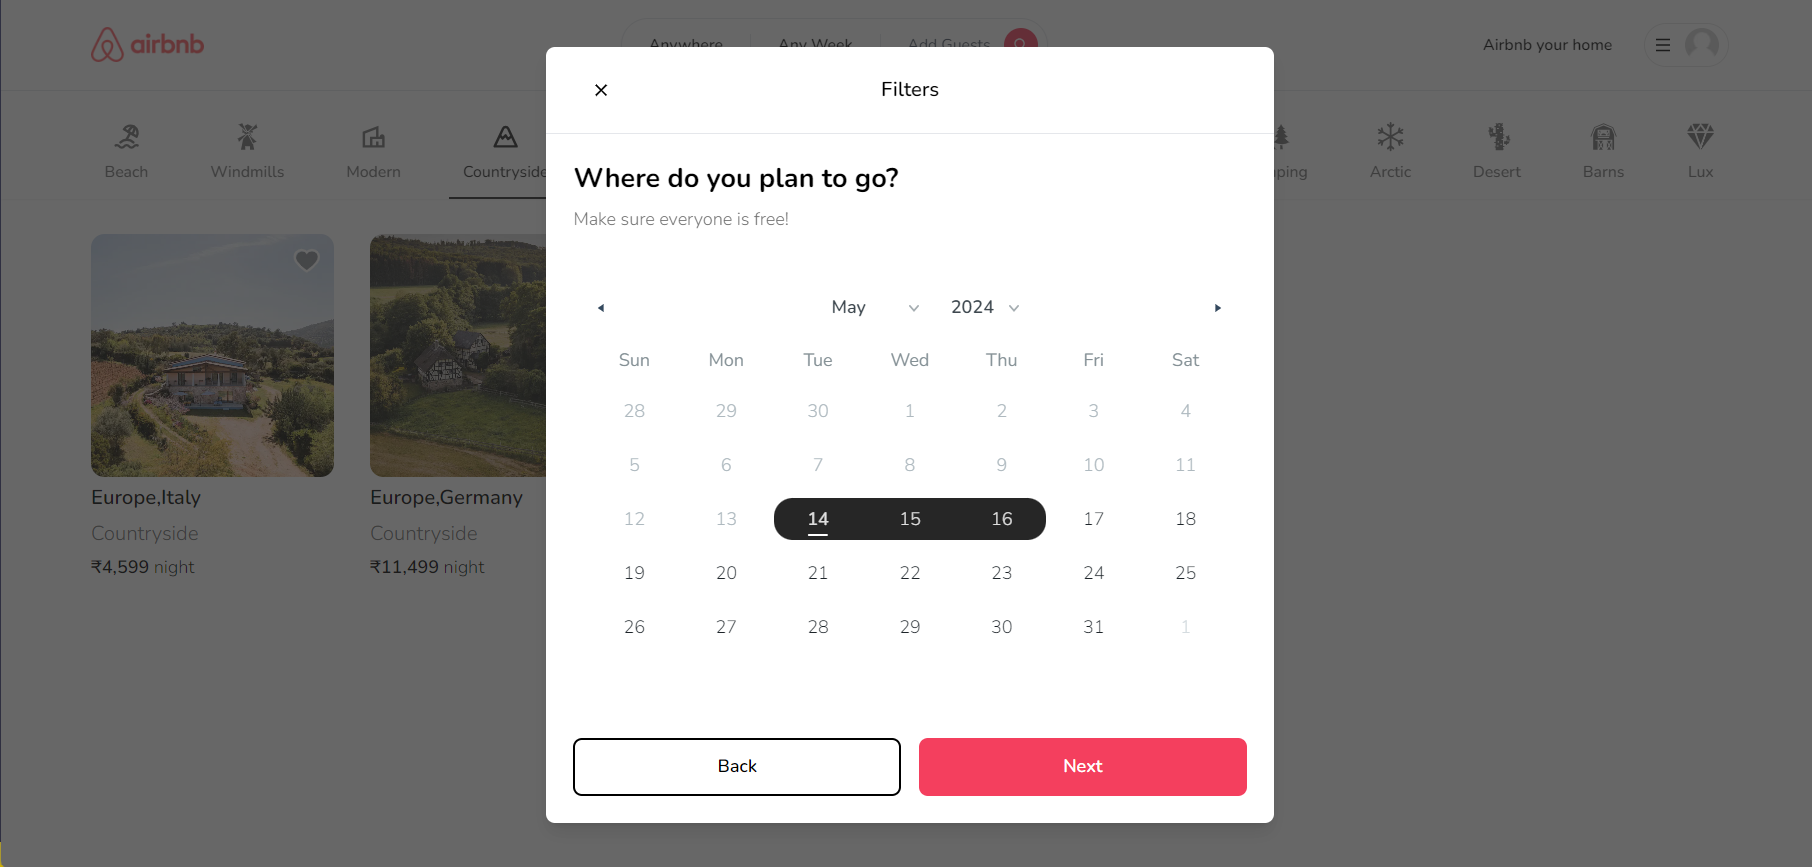 airbnb
Anywhere Any Week Add Guests
Airbnb your home
Filters
Beach Windmills Modern Countryside Arctic Desert Barns Lux
Where do you plan to go?
Make sure everyone is free!
May 2024
Sun Mon Tue Wed Thu Fri Sat
28 29 30 1 2 3 4
5 6 7 8 9 10 11
12 13 14 15 16 17 18
19 20 21 22 23 24 25
26 27 28 29 30 31 1
Europe,Italy
Countryside
₹4,599 night
Europe,Germany
Countryside
₹11,499 night
Back
Next